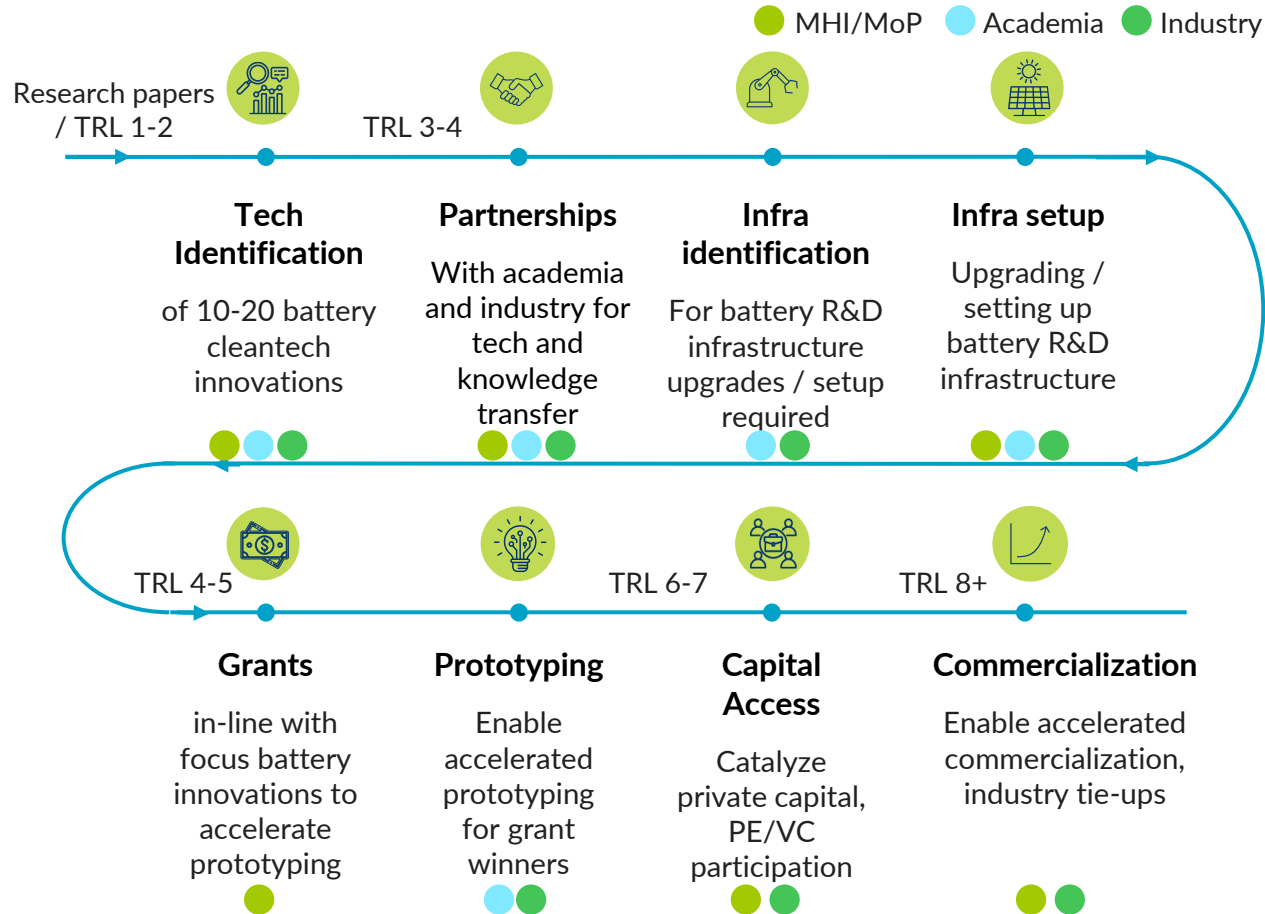 MHI/MoP
Academia
Industry
Research papers
/ TRL 1-2
TRL 3-4
Tech
Identification
of 10-20 battery
cleantech
innovations
Partnerships
With academia
and industry for
tech and
knowledge
transfer
Infra
identification
For battery R&D
infrastructure
upgrades / setup
required
Infra setup
Upgrading /
setting up
battery R&D
infrastructure
TRL 4-5
TRL 6-7
TRL 8+
Grants
in-line with
focus battery
innovations to
accelerate
prototyping
Prototyping
Enable
accelerated
prototyping
for grant
winners
Capital
Access
Catalyze
private capital,
PE/VC
participation
Commercialization
Enable accelerated
commercialization,
industry tie-ups